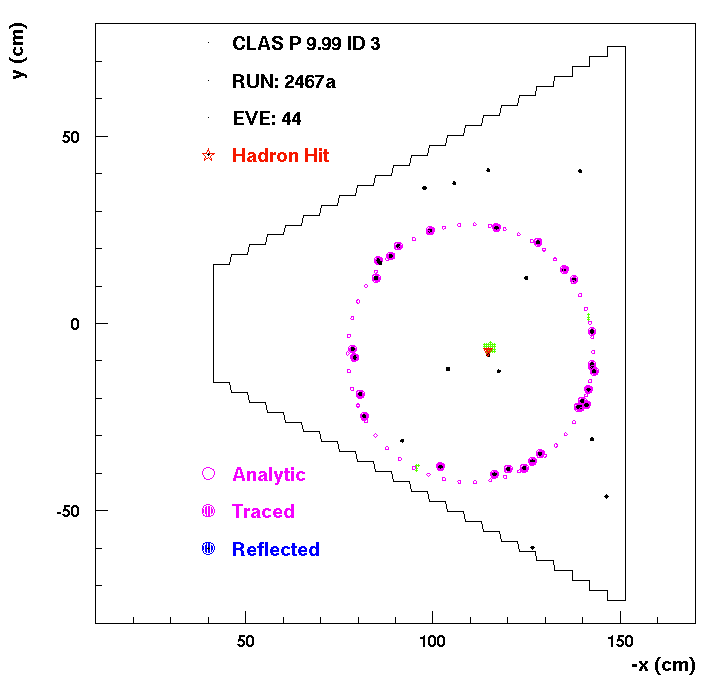 y (cm)
CLAS P 9.99 ID 3
RUN: 2467a
EVE: 44
Hadron Hit
50
0
-50
Analytic
Traced
Reflected
50
100
150
-x (cm)